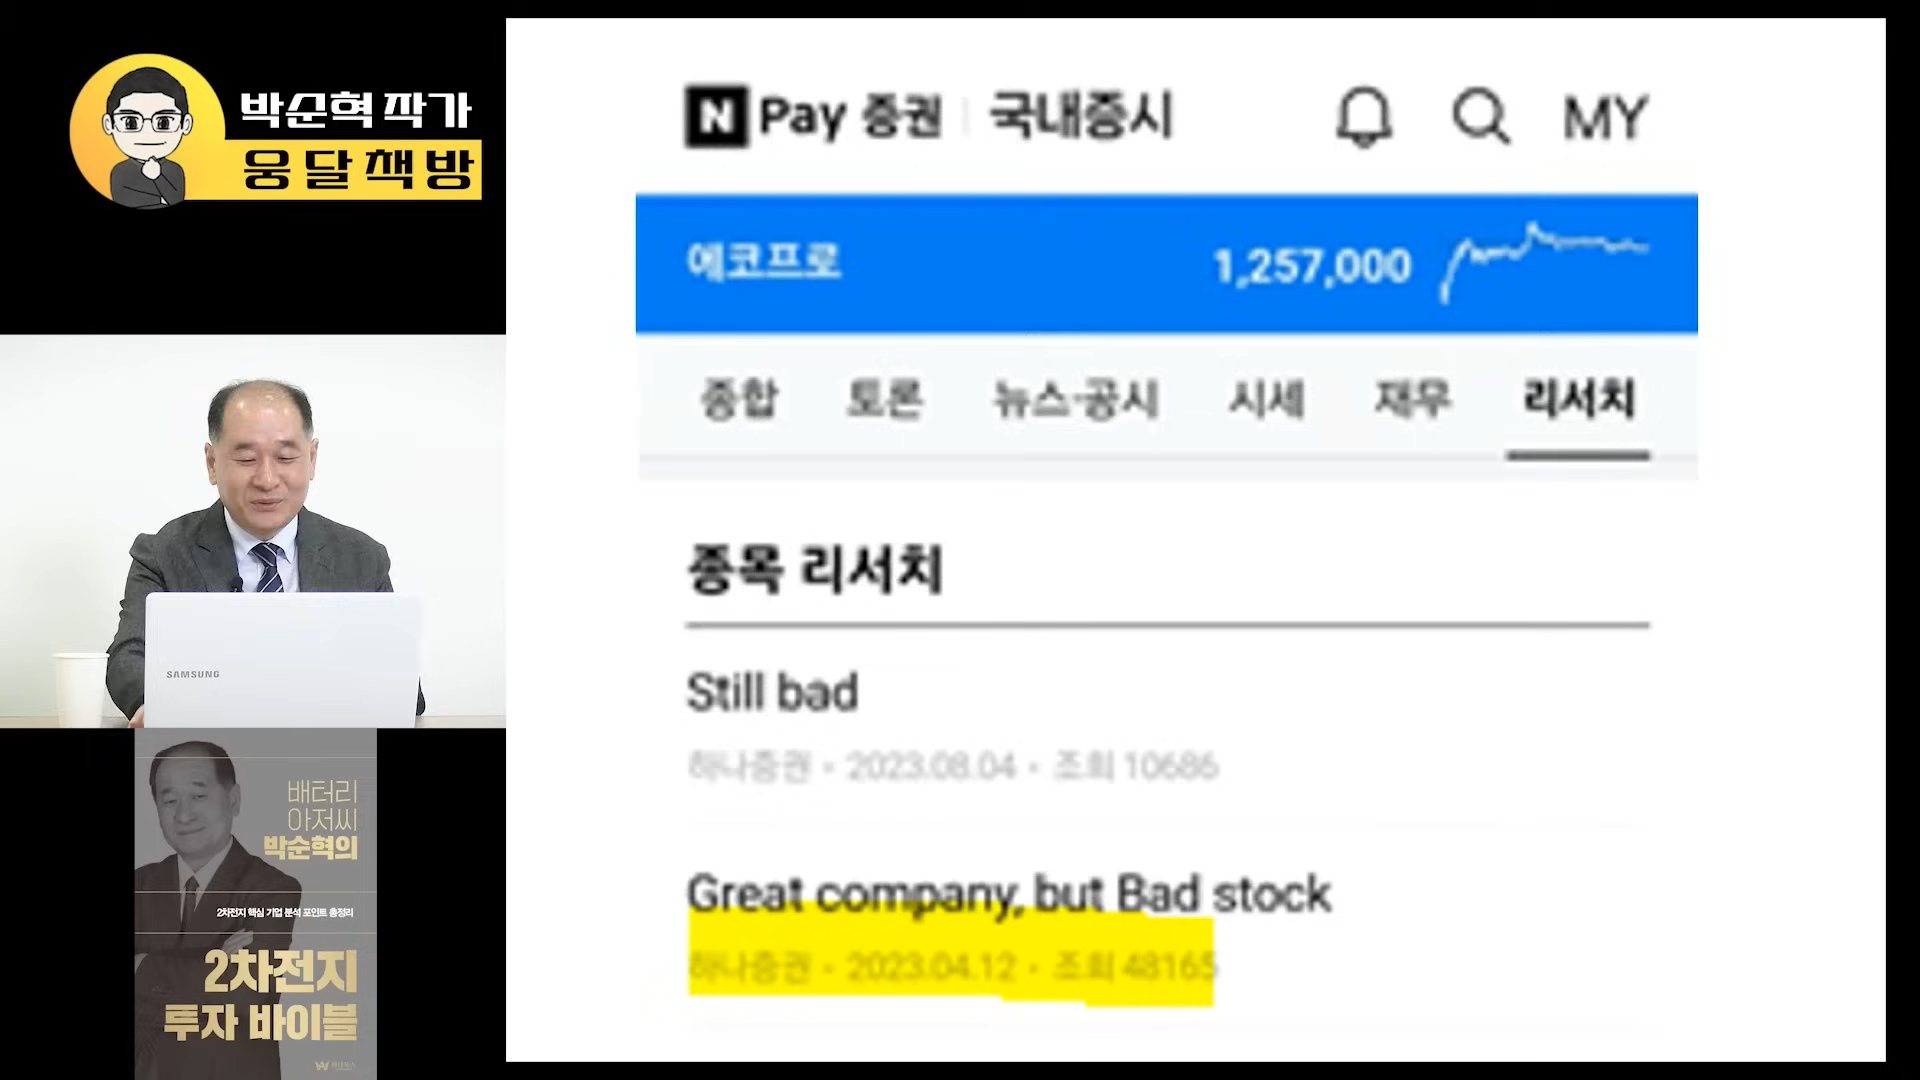 박순혁 작가
웅달 책방
SAMSUNG
배터리
아저씨
박순혁의
2차전지 핵심 기업 분석 포인트 총정리
2차전지
투자 바이블
N Pay 증권 국내증시 MY
에코프로 1,257,000
종합 토론 뉴스·공시 시세 재무 리서치
종목 리서치
Still bad
하나증권 · 2023.08.04 · 조회 10686
Great company, but Bad stock
하나증권 · 2023.04.12 · 조회 48165